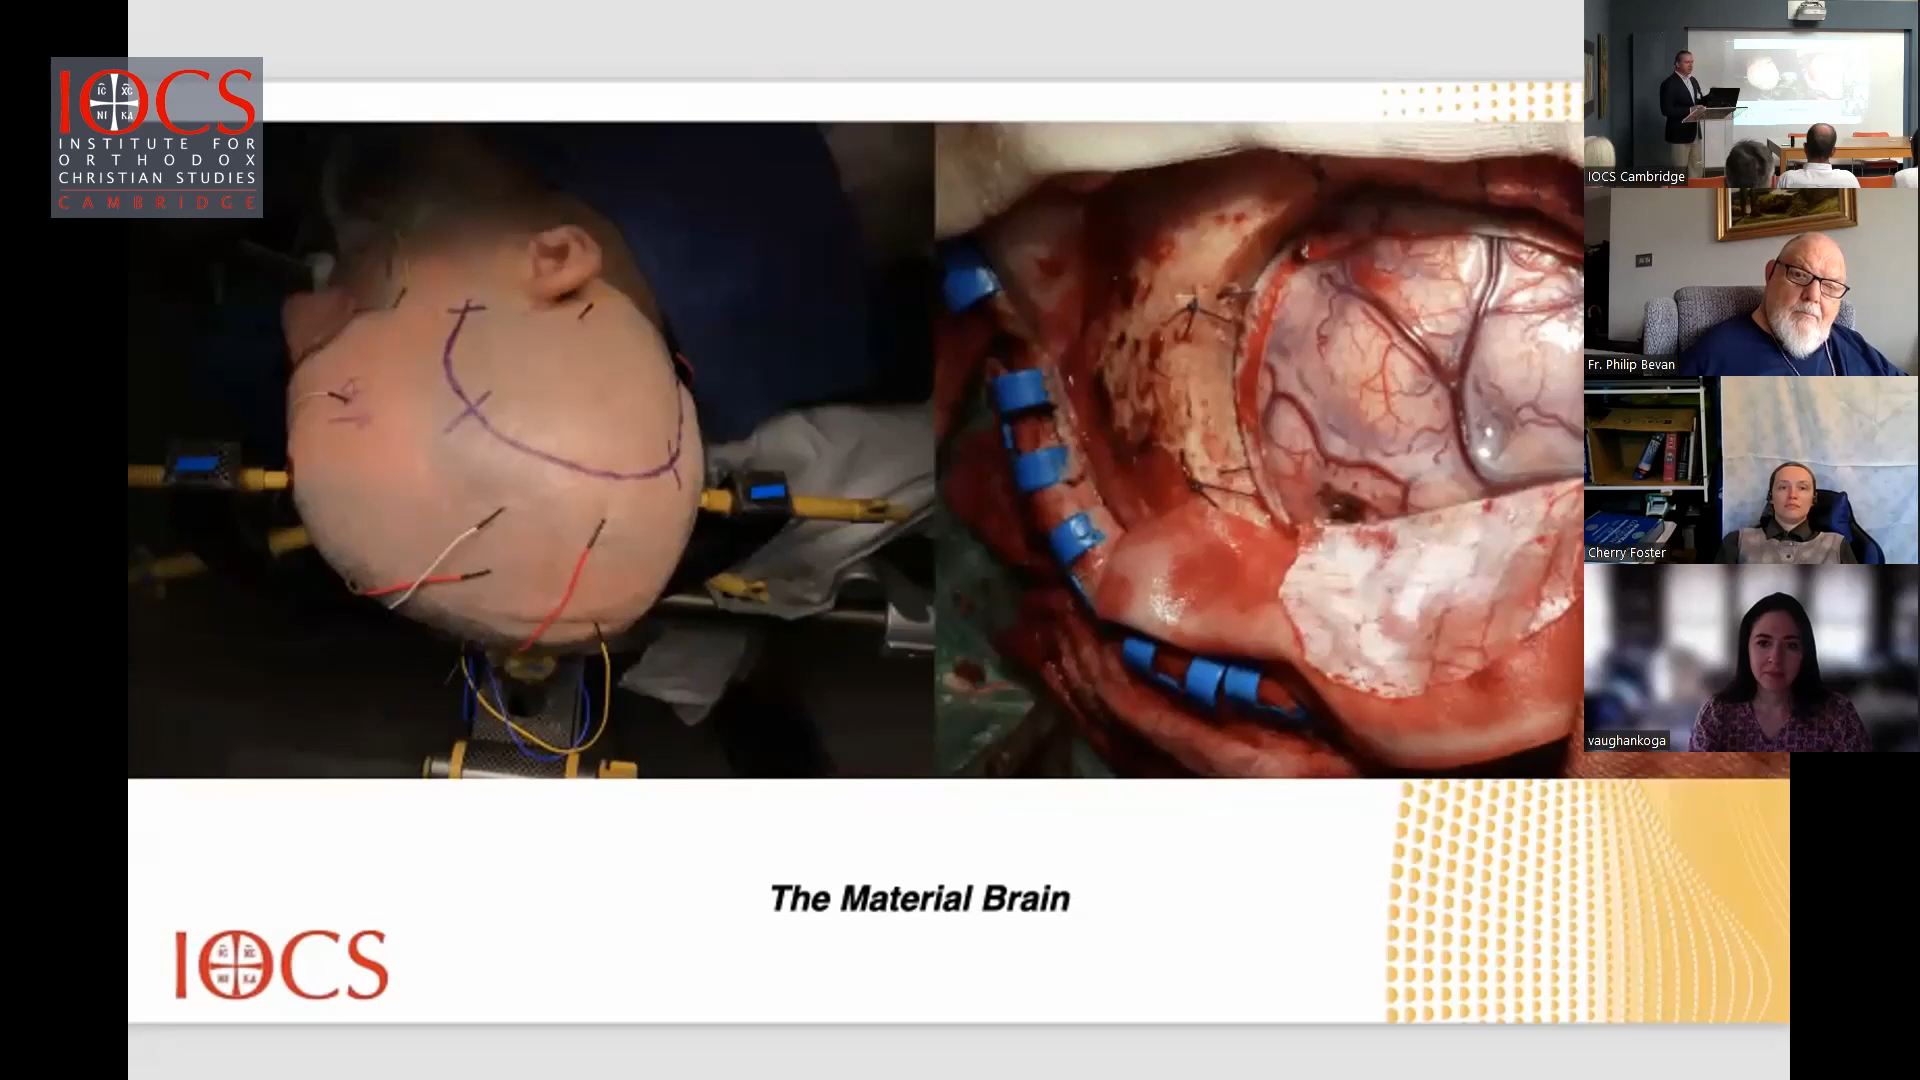 IOCS
IC XC
NI KA
INSTITUTE FOR
ORTHODOX
CHRISTIAN STUDIES
CAMBRIDGE
IOCS Cambridge
Fr. Philip Bevan
Cherry Foster
vaughankoga
The Material Brain
IOCS
IC XC
NI KA